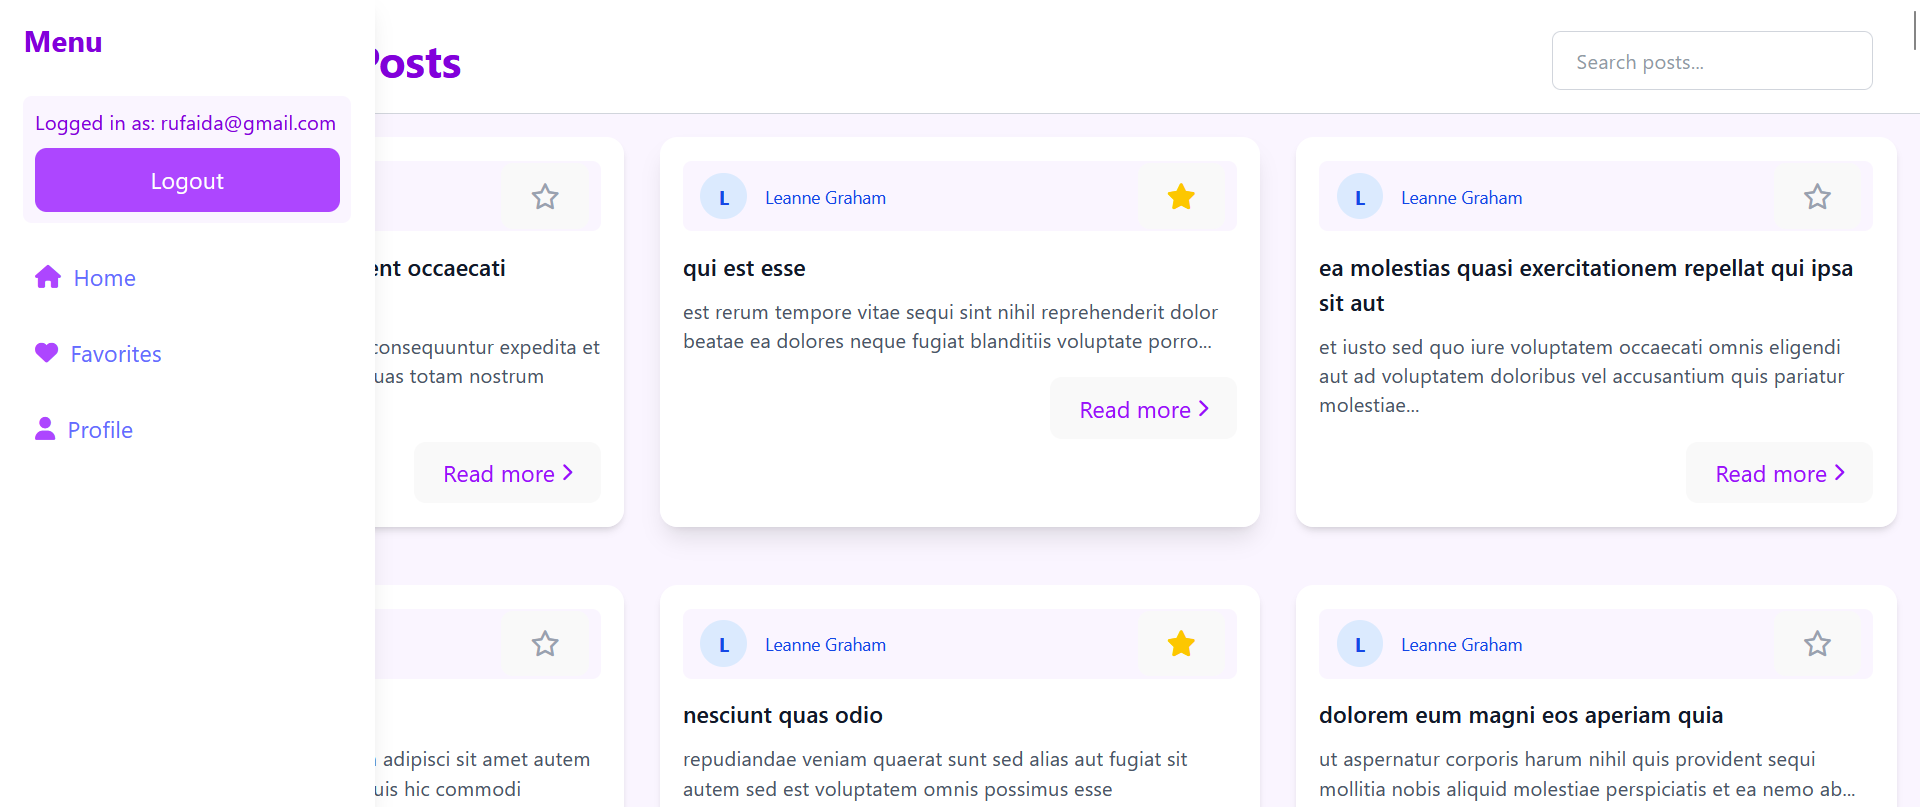 Menu
Logged in as: rufaida@gmail.com
Logout
Home
Favorites
Profile
Posts
Search posts...
ent occaecati
consequuntur expedita et
uas totam nostrum
Read more
L Leanne Graham
qui est esse
est rerum tempore vitae sequi sint nihil reprehenderit dolor
beatae ea dolores neque fugiat blanditiis voluptate porro...
Read more
L Leanne Graham
ea molestias quasi exercitationem repellat qui ipsa
sit aut
et iusto sed quo iure voluptatem occaecati omnis eligendi
aut ad voluptatem doloribus vel accusantium quis pariatur
molestiae...
Read more
adipisci sit amet autem
uis hic commodi
L Leanne Graham
nesciunt quas odio
repudiandae veniam quaerat sunt sed alias aut fugiat sit
autem sed est voluptatem omnis possimus esse
L Leanne Graham
dolorem eum magni eos aperiam quia
ut aspernatur corporis harum nihil quis provident sequi
mollitia nobis aliquid molestiae perspiciatis et ea nemo ab...